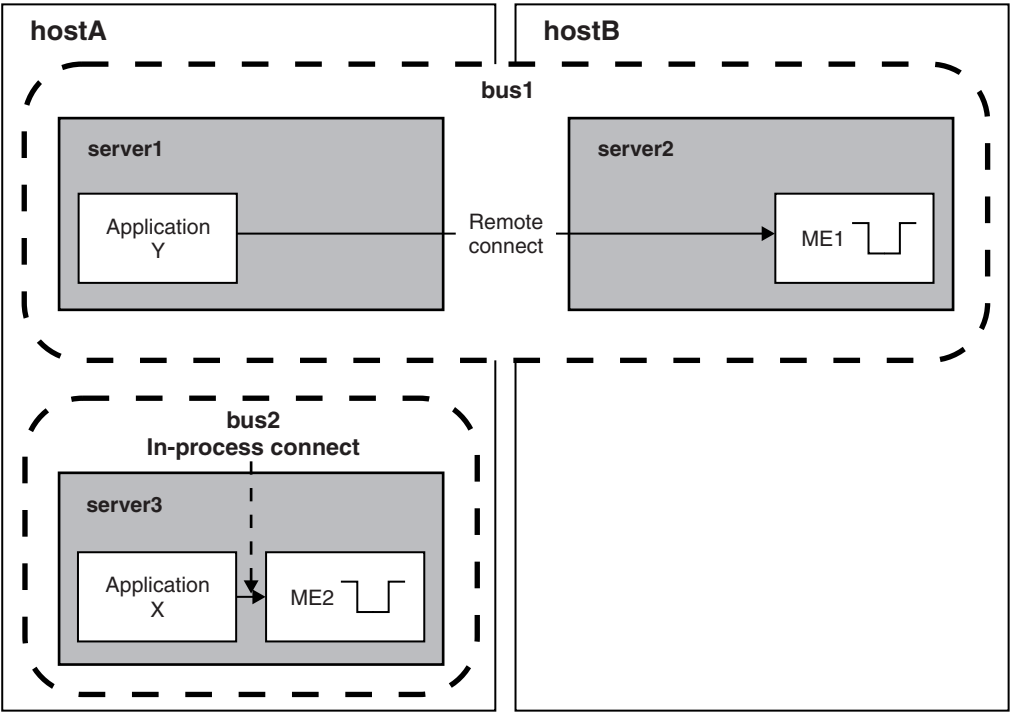 hostA
hostB
bus1
server1
server2
Application
Y
Remote
connect
ME1
bus2
In-process connect
server3
Application
X
ME2